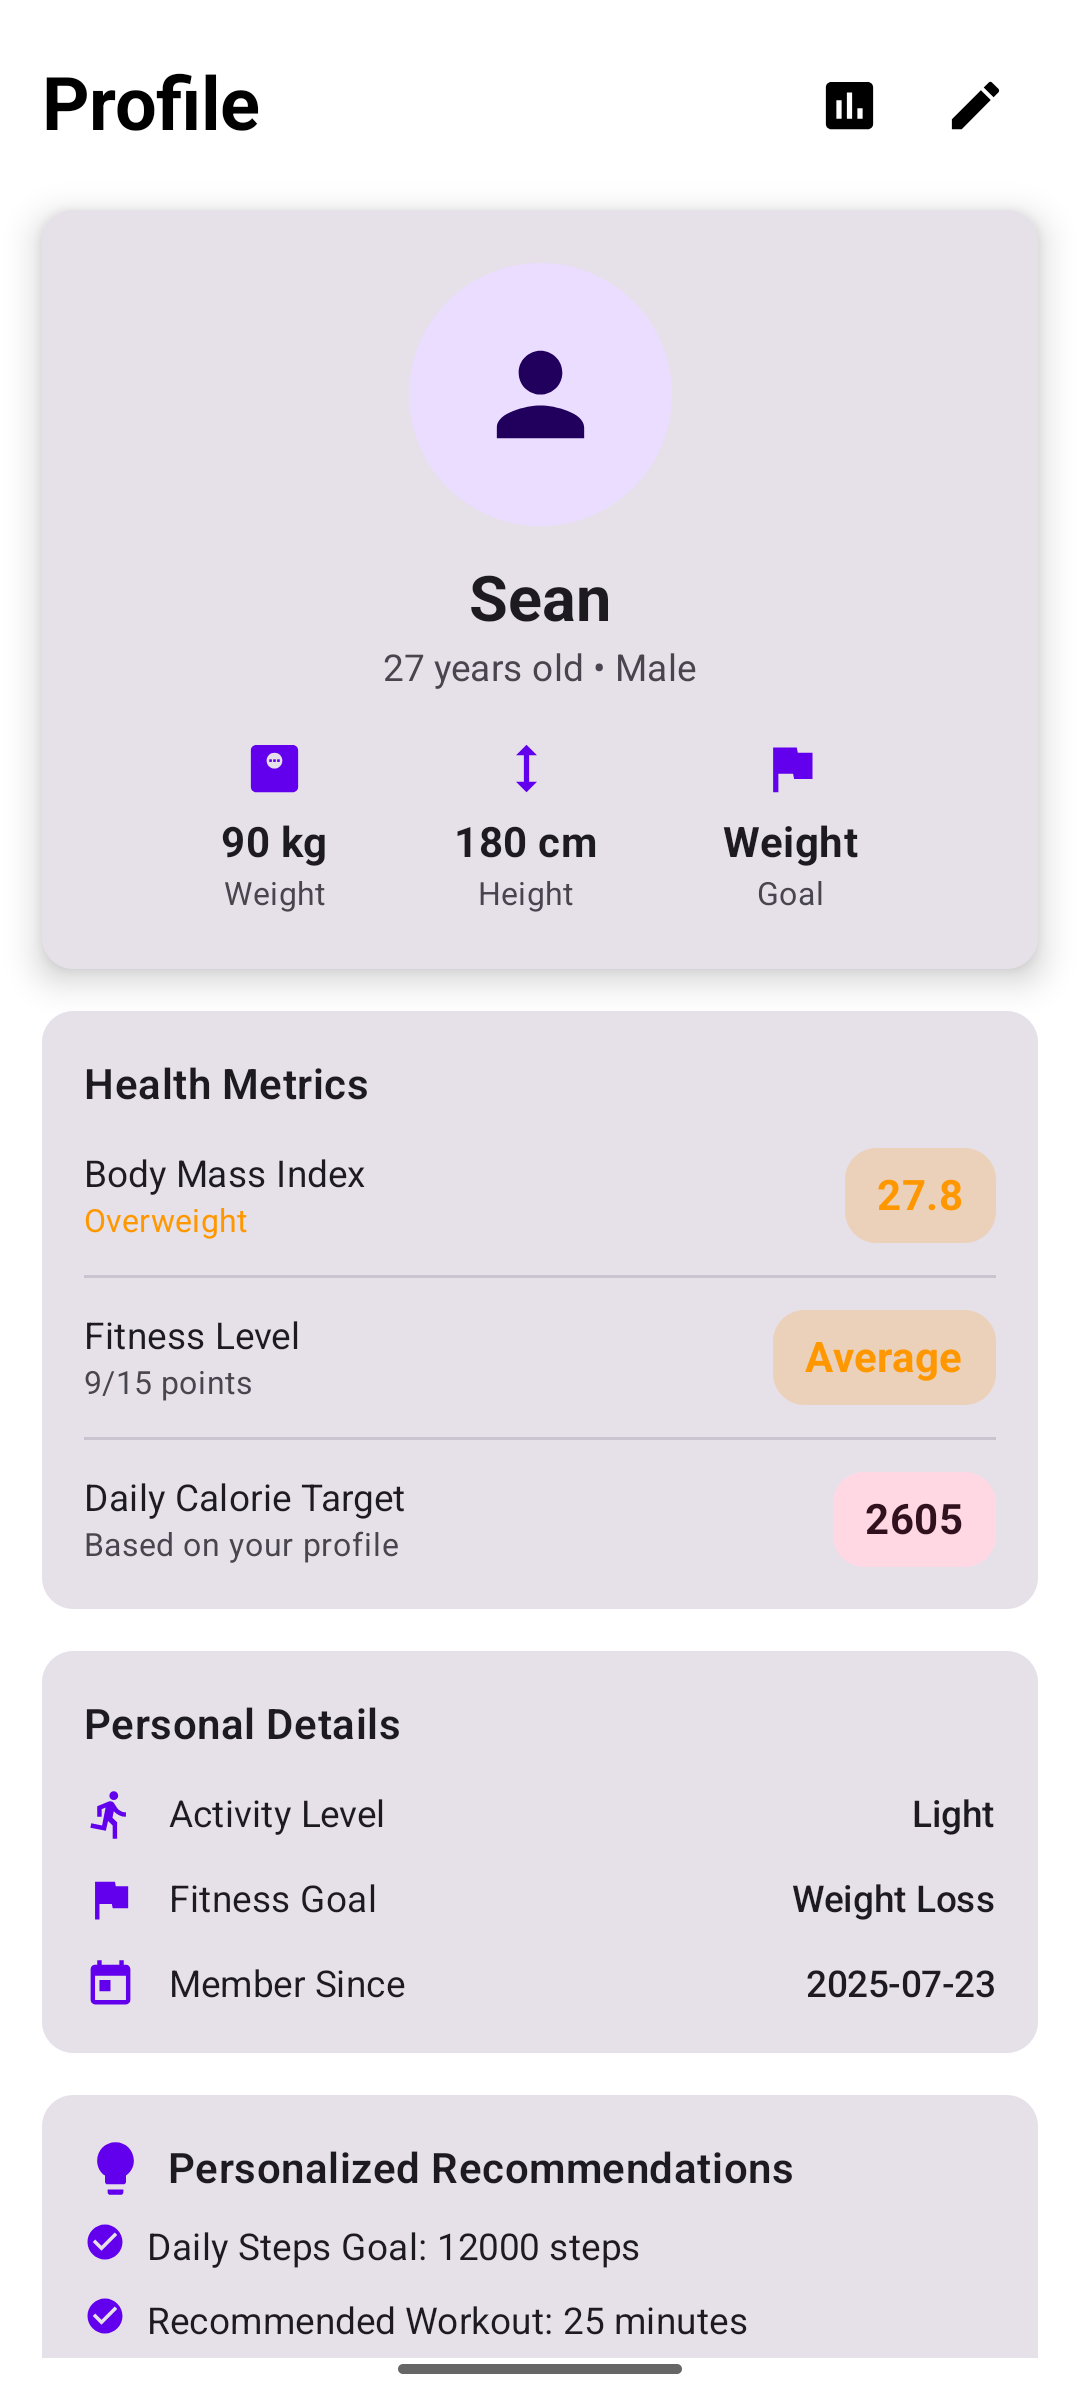 Profile
Sean
27 years old • Male
90 kg
Weight
180 cm
Height
Weight
Goal
Health Metrics
Body Mass Index
Overweight
27.8
Fitness Level
9/15 points
Average
Daily Calorie Target
Based on your profile
2605
Personal Details
Activity Level
Light
Fitness Goal
Weight Loss
Member Since
2025-07-23
Personalized Recommendations
Daily Steps Goal: 12000 steps
Recommended Workout: 25 minutes